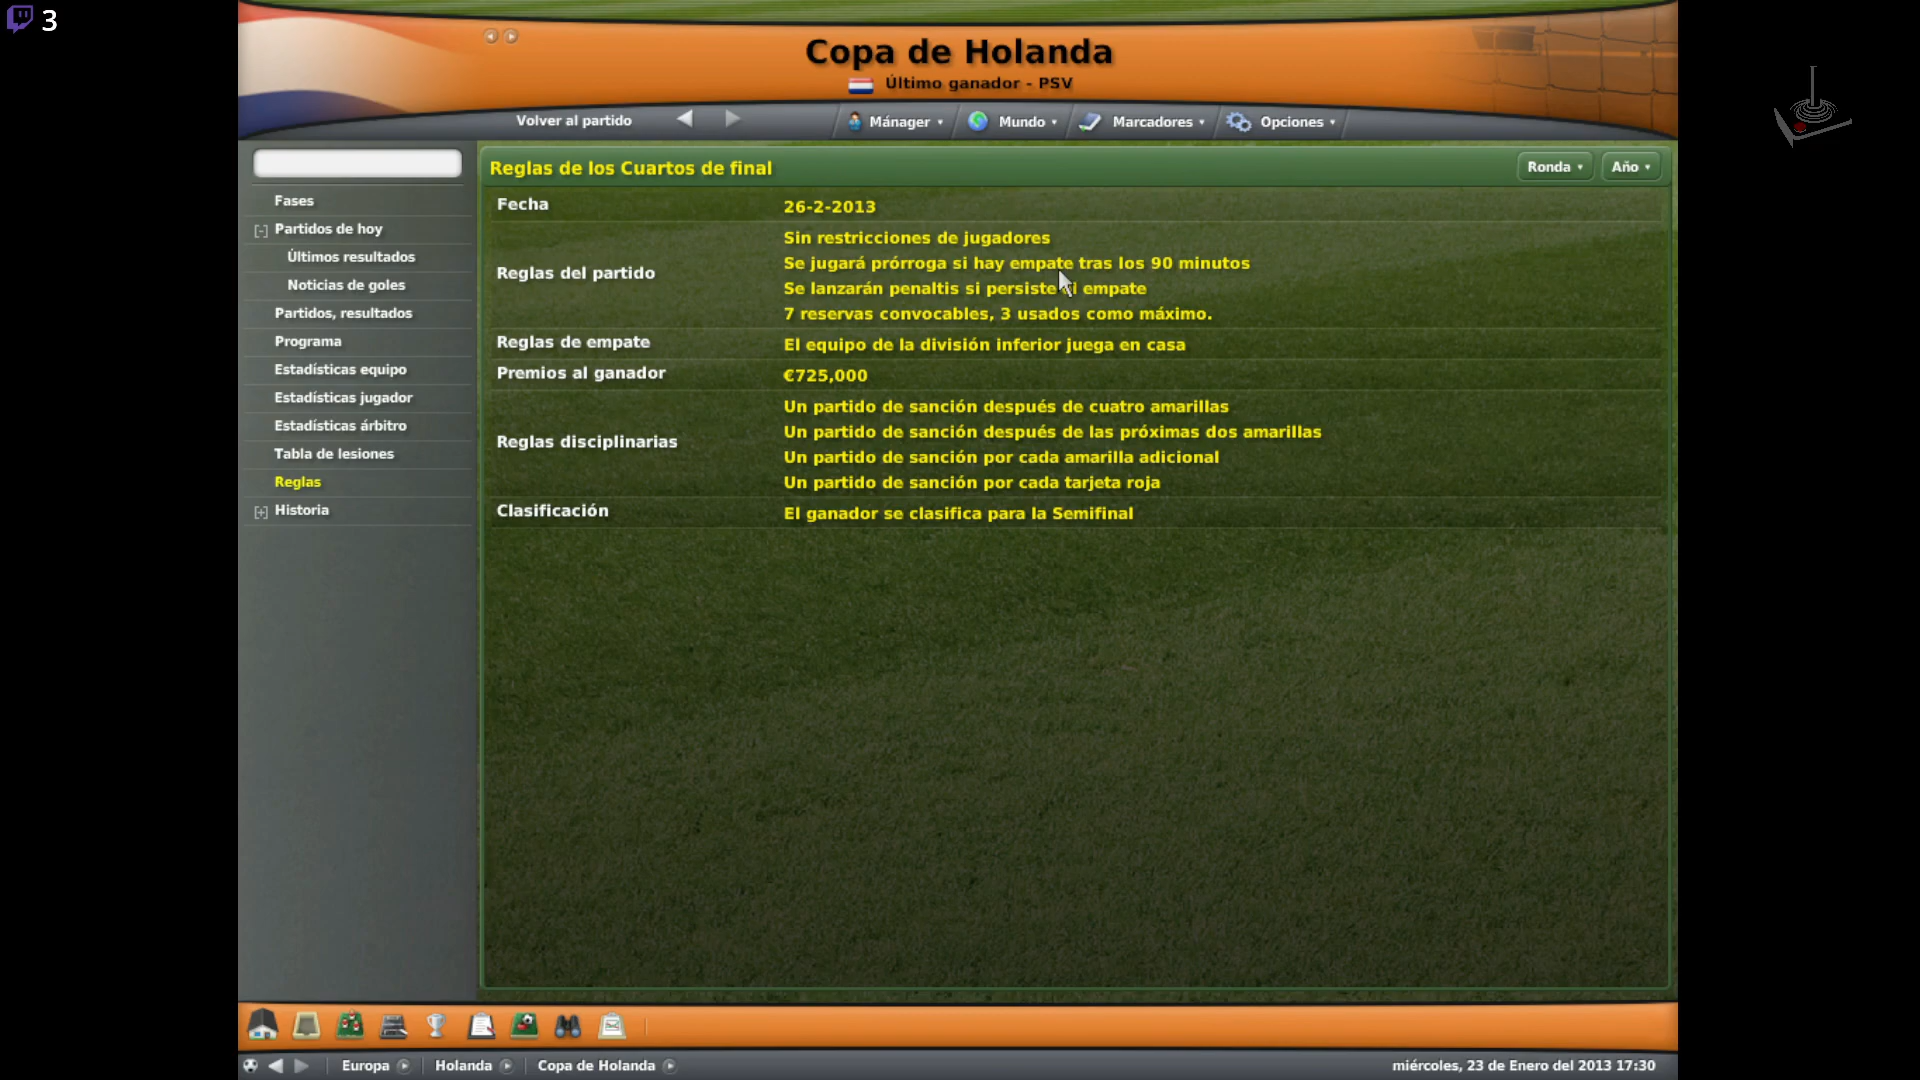 3
Copa de Holanda
Último ganador - PSV
Volver al partido
Mánager
Mundo
Marcadores
Opciones
Reglas de los Cuartos de final
Ronda
Año
Fases
Partidos de hoy
Últimos resultados
Noticias de goles
Partidos, resultados
Programa
Estadísticas equipo
Estadísticas jugador
Estadísticas árbitro
Tabla de lesiones
Reglas
Historia
Fecha
26-2-2013
Reglas del partido
Sin restricciones de jugadores
Se jugará prórroga si hay empate tras los 90 minutos
Se lanzarán penaltis si persiste el empate
7 reservas convocables, 3 usados como máximo.
Reglas de empate
El equipo de la división inferior juega en casa
Premios al ganador
€725,000
Reglas disciplinarias
Un partido de sanción después de cuatro amarillas
Un partido de sanción después de las próximas dos amarillas
Un partido de sanción por cada amarilla adicional
Un partido de sanción por cada tarjeta roja
Clasificación
El ganador se clasifica para la Semifinal
Europa
Holanda
Copa de Holanda
miércoles, 23 de Enero del 2013 17:30